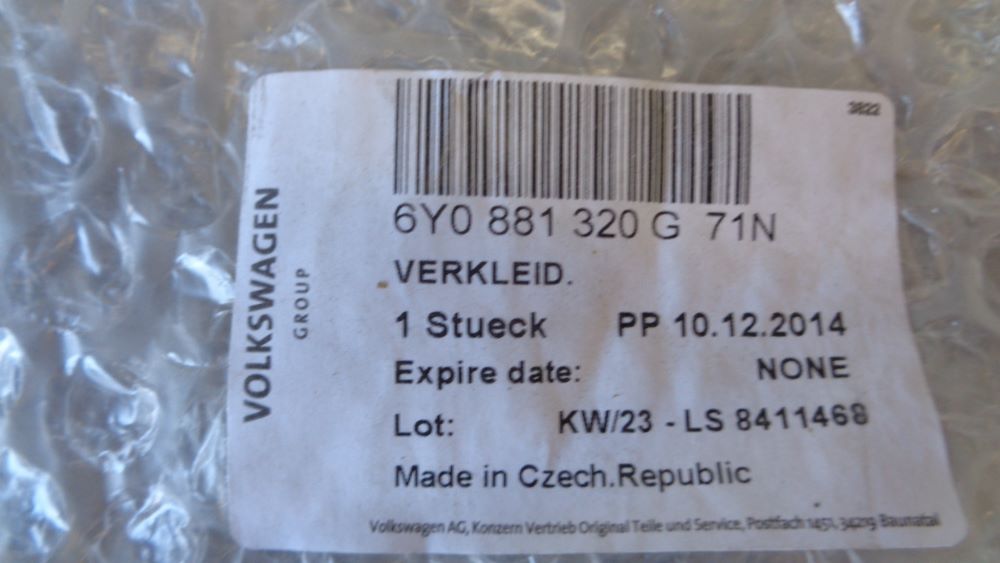 3822
6Y0 881 320 G 71N
VERKLEID.
1 Stueck PP 10.12.2014
Expire date: NONE
Lot: KW/23 - LS 8411468
Made in Czech.Republic
Volkswagen AG, Konzern Vertrieb Original Teile und Service, Postfach 1451, 34219 Baunatal
VOLKSWAGEN
GROUP